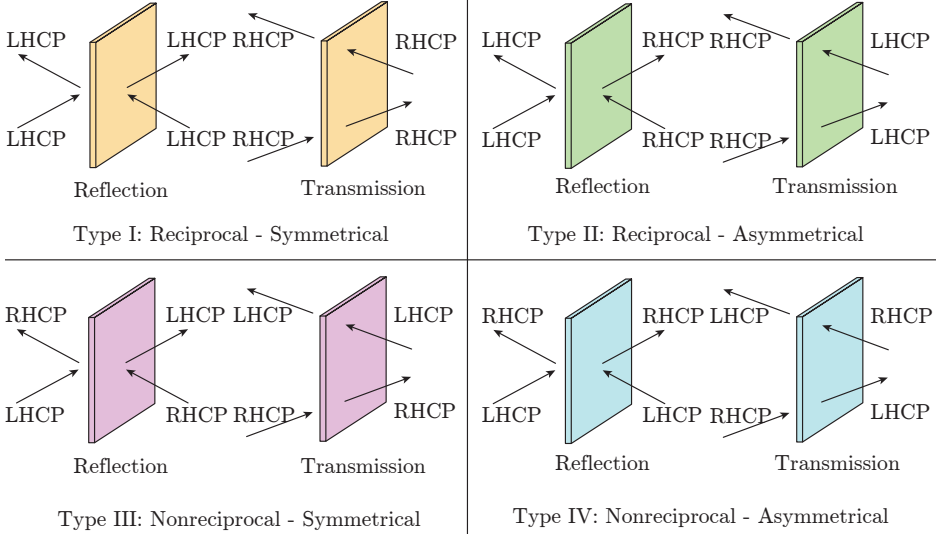 LHCP
LHCP
LHCP
LHCP
Reflection
RHCP
RHCP
RHCP
RHCP
Transmission
Type I: Reciprocal - Symmetrical
LHCP
LHCP
RHCP
RHCP
Reflection
RHCP
LHCP
RHCP
LHCP
Transmission
Type II: Reciprocal - Asymmetrical
RHCP
LHCP
LHCP
RHCP
Reflection
LHCP
LHCP
RHCP
RHCP
Transmission
Type III: Nonreciprocal - Symmetrical
RHCP
RHCP
LHCP
LHCP
Reflection
LHCP
RHCP
RHCP
LHCP
Transmission
Type IV: Nonreciprocal - Asymmetrical